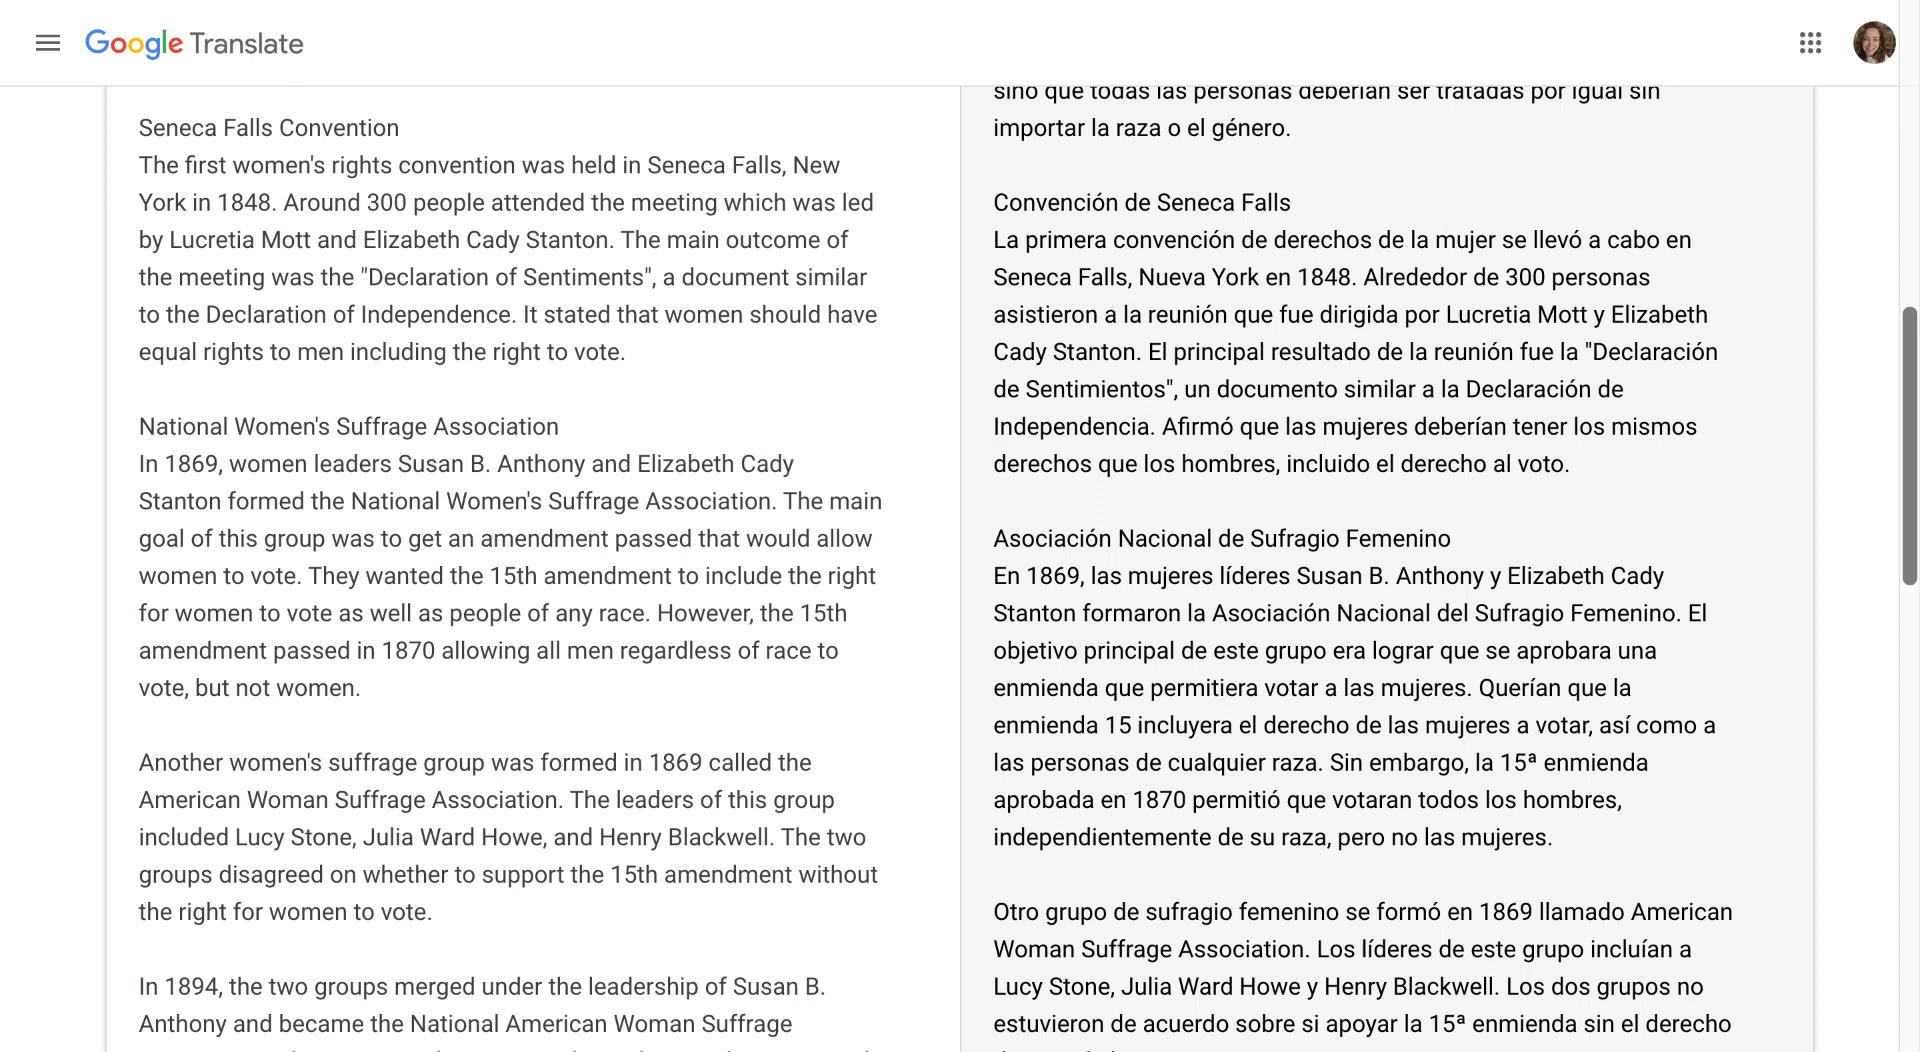 Google Translate
Seneca Falls Convention
The first women's rights convention was held in Seneca Falls, New
York in 1848. Around 300 people attended the meeting which was led
by Lucretia Mott and Elizabeth Cady Stanton. The main outcome of
the meeting was the "Declaration of Sentiments", a document similar
to the Declaration of Independence. It stated that women should have
equal rights to men including the right to vote.
National Women's Suffrage Association
In 1869, women leaders Susan B. Anthony and Elizabeth Cady
Stanton formed the National Women's Suffrage Association. The main
goal of this group was to get an amendment passed that would allow
women to vote. They wanted the 15th amendment to include the right
for women to vote as well as people of any race. However, the 15th
amendment passed in 1870 allowing all men regardless of race to
vote, but not women.
Another women's suffrage group was formed in 1869 called the
American Woman Suffrage Association. The leaders of this group
included Lucy Stone, Julia Ward Howe, and Henry Blackwell. The two
groups disagreed on whether to support the 15th amendment without
the right for women to vote.
In 1894, the two groups merged under the leadership of Susan B.
Anthony and became the National American Woman Suffrage
sino que todas las personas deberían ser tratadas por igual sin
importar la raza o el género.
Convención de Seneca Falls
La primera convención de derechos de la mujer se llevó a cabo en
Seneca Falls, Nueva York en 1848. Alrededor de 300 personas
asistieron a la reunión que fue dirigida por Lucretia Mott y Elizabeth
Cady Stanton. El principal resultado de la reunión fue la "Declaración
de Sentimientos", un documento similar a la Declaración de
Independencia. Afirmó que las mujeres deberían tener los mismos
derechos que los hombres, incluido el derecho al voto.
Asociación Nacional de Sufragio Femenino
En 1869, las mujeres líderes Susan B. Anthony y Elizabeth Cady
Stanton formaron la Asociación Nacional del Sufragio Femenino. El
objetivo principal de este grupo era lograr que se aprobara una
enmienda que permitiera votar a las mujeres. Querían que la
enmienda 15 incluyera el derecho de las mujeres a votar, así como a
las personas de cualquier raza. Sin embargo, la 15ª enmienda
aprobada en 1870 permitió que votaran todos los hombres,
independientemente de su raza, pero no las mujeres.
Otro grupo de sufragio femenino se formó en 1869 llamado American
Woman Suffrage Association. Los líderes de este grupo incluían a
Lucy Stone, Julia Ward Howe y Henry Blackwell. Los dos grupos no
estuvieron de acuerdo sobre si apoyar la 15ª enmienda sin el derecho